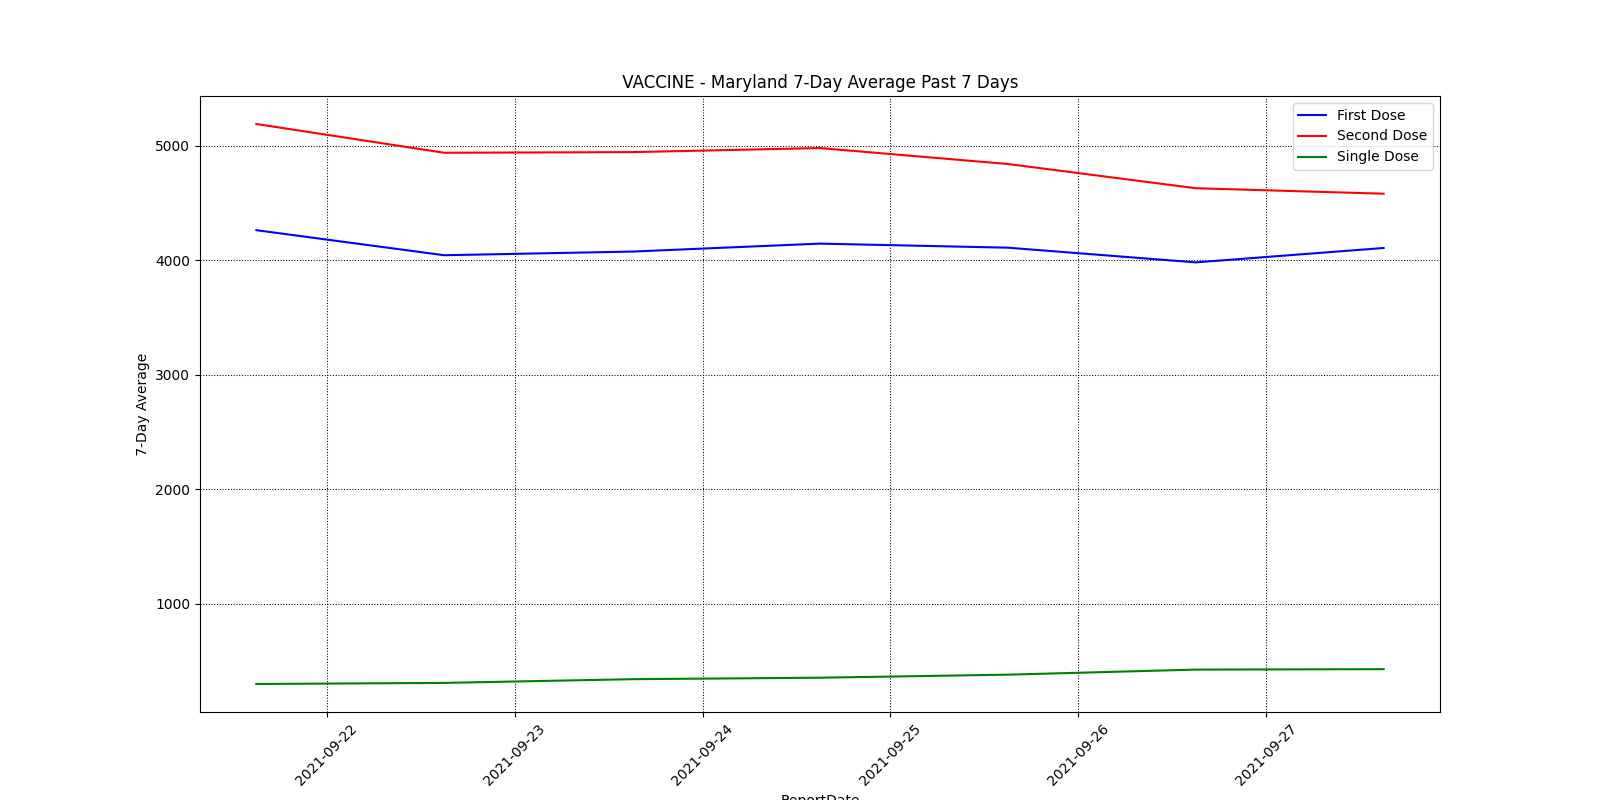 VACCINE - Maryland 7-Day Average Past 7 Days
First Dose
Second Dose
Single Dose
5000
4000
3000
2000
1000
7-Day Average
2021-09-22
2021-09-23
2021-09-24
2021-09-25
2021-09-26
2021-09-27
ReportDate